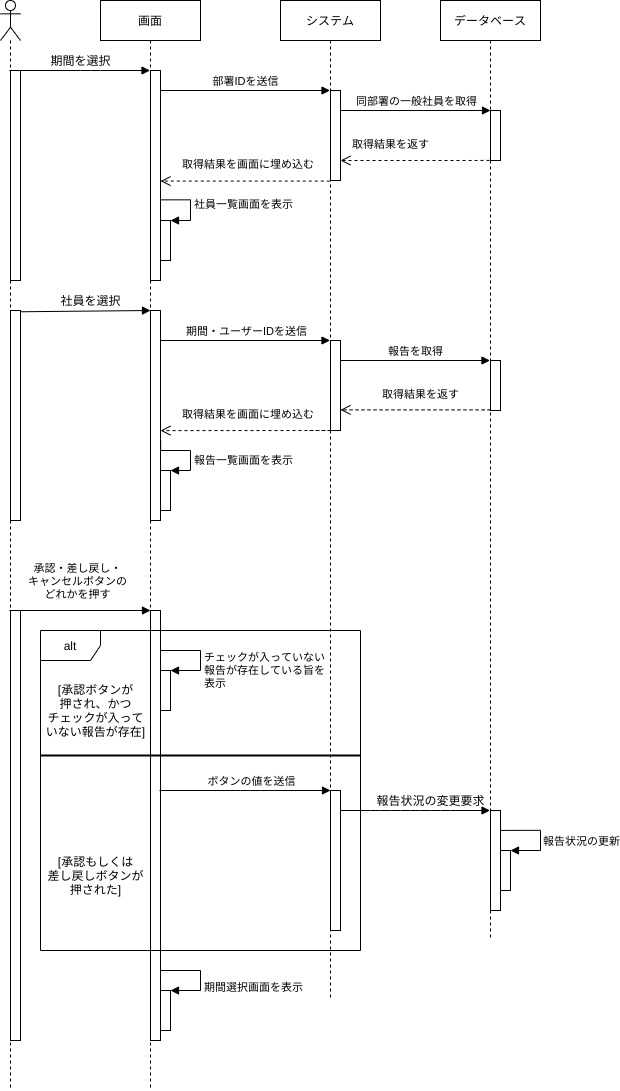 画面
システム
データベース
期間を選択
部署IDを送信
同部署の一般社員を取得
取得結果を返す
取得結果を画面に埋め込む
社員一覧画面を表示
社員を選択
期間・ユーザーIDを送信
報告を取得
取得結果を返す
取得結果を画面に埋め込む
報告一覧画面を表示
承認・差し戻し・
キャンセルボタンの
どれかを押す
alt
チェックが入っていない
報告が存在している旨を
表示
[承認ボタンが
押され、かつ
チェックが入って
いない報告が存在]
ボタンの値を送信
報告状況の変更要求
報告状況の更新
[承認もしくは
差し戻しボタンが
押された]
期間選択画面を表示